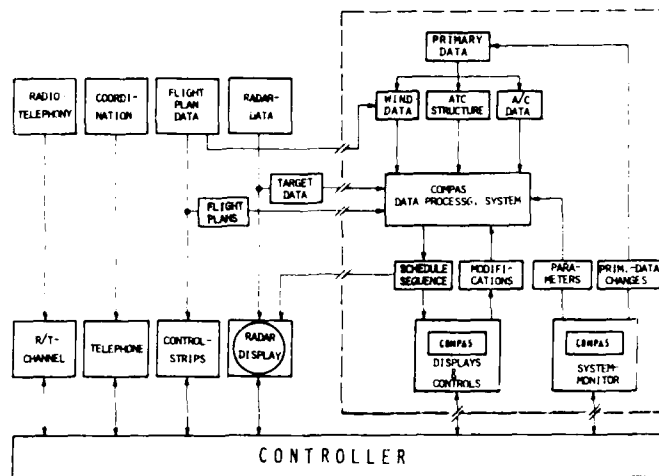 PRIMARY
DATA
RADIO
TELEPHONY
COORDI-
NATION
FLIGHT
PLAN
DATA
RADAR-
DATA
WIND
DATA
ATC
STRUCTURE
A/C
DATA
TARGET
DATA
FLIGHT
PLANS
COMPAS
DATA PROCESSG. SYSTEM
SCHEDULE
SEQUENCE
MODIFI-
CATIONS
PARA-
METERS
PRIM.-DATA
CHANGES
R/T-
CHANNEL
TELEPHONE
CONTROL-
STRIPS
RADAR
DISPLAY
COMPAS
DISPLAYS
&
CONTROLS
COMPAS
SYSTEM-
MONITOR
CONTROLLER